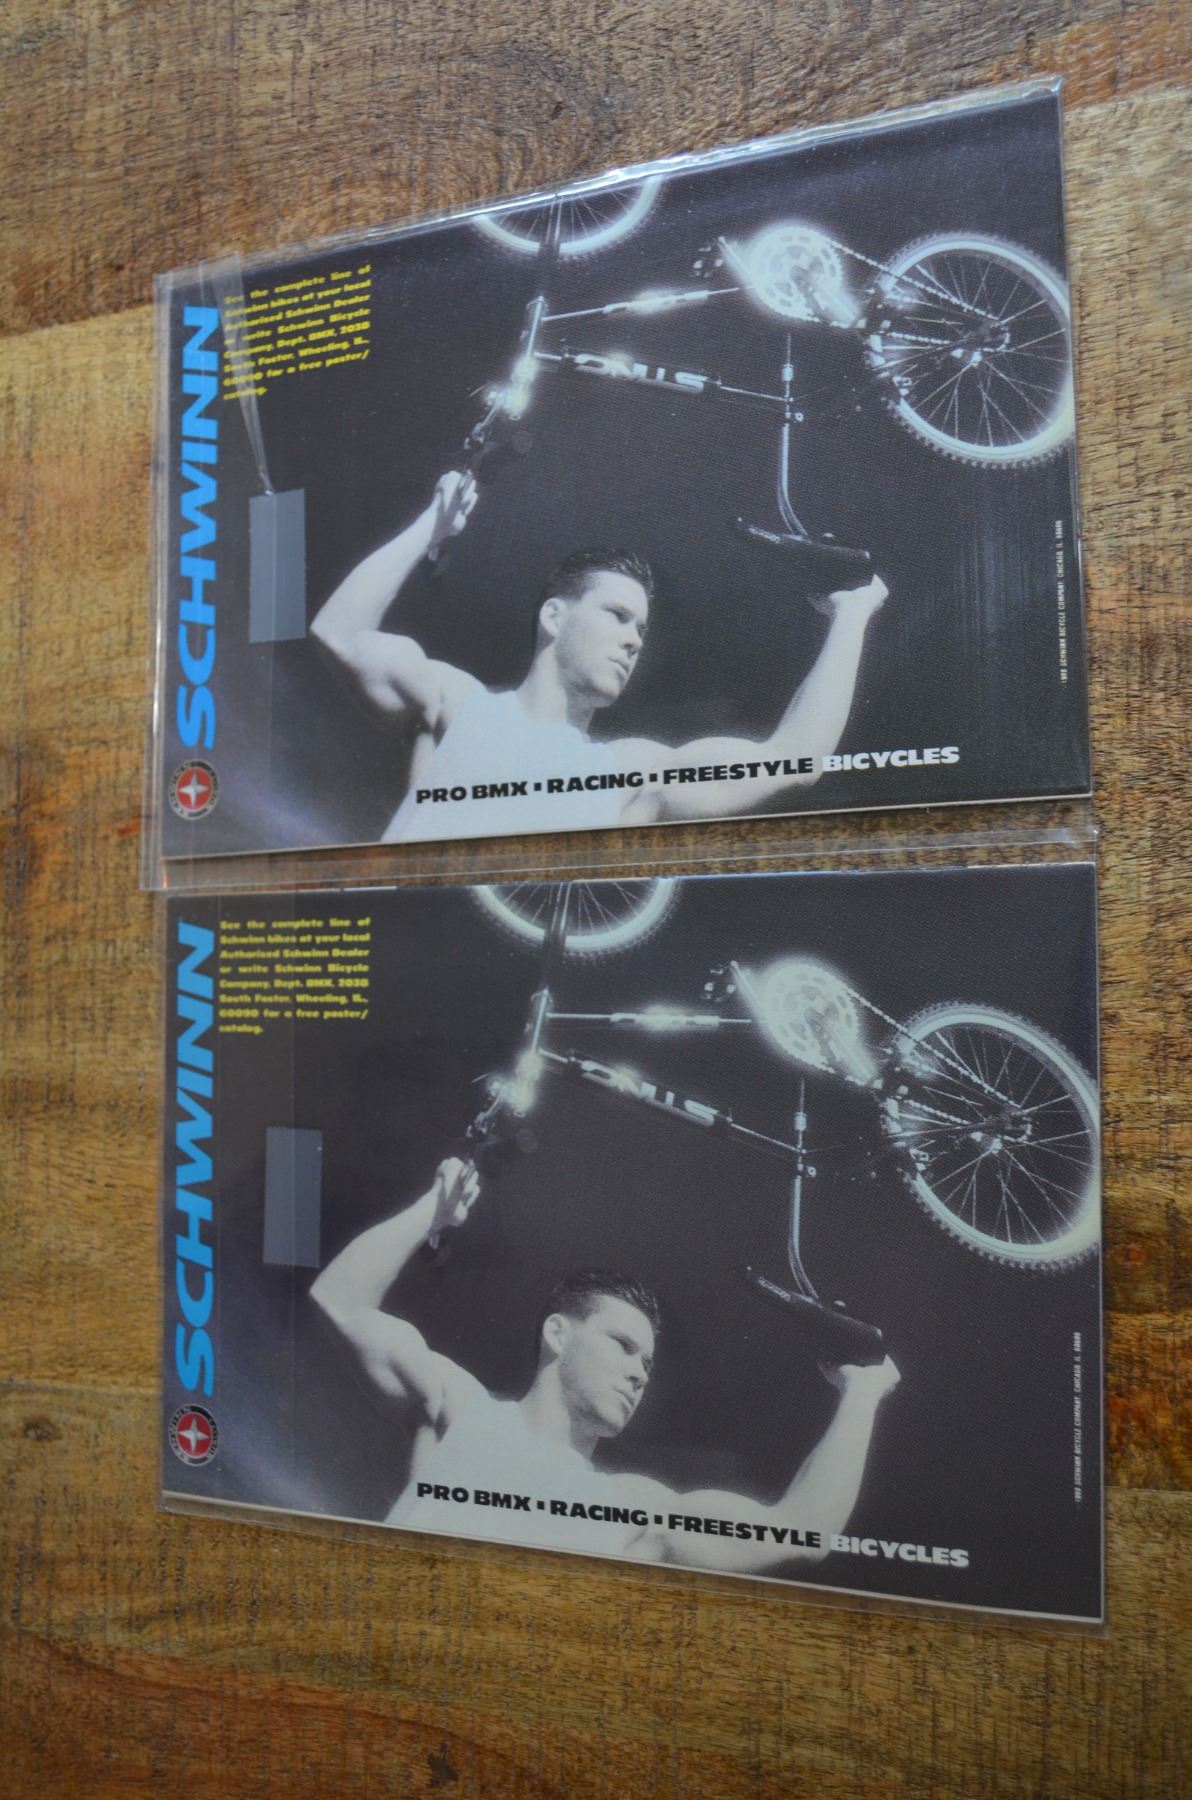 SCHWINN
See the complete line of
Schwinn bikes at your local
Authorized Schwinn Dealer
or write Schwinn Bicycle
Company, Dept. BMX, 2038
South Foster, Wheeling, IL,
60090 for a free poster/
catalog.
STING
SCHWINN
PRO BMX ▪ RACING ▪ FREESTYLE BICYCLES
SCHWINN BICYCLE COMPANY, CHICAGO, IL
SCHWINN
See the complete line of
Schwinn bikes at your local
Authorized Schwinn Dealer
or write Schwinn Bicycle
Company, Dept. BMX, 2038
South Foster, Wheeling, IL,
60090 for a free poster/
catalog.
STING
SCHWINN
PRO BMX ▪ RACING ▪ FREESTYLE BICYCLES
SCHWINN BICYCLE COMPANY, CHICAGO, IL